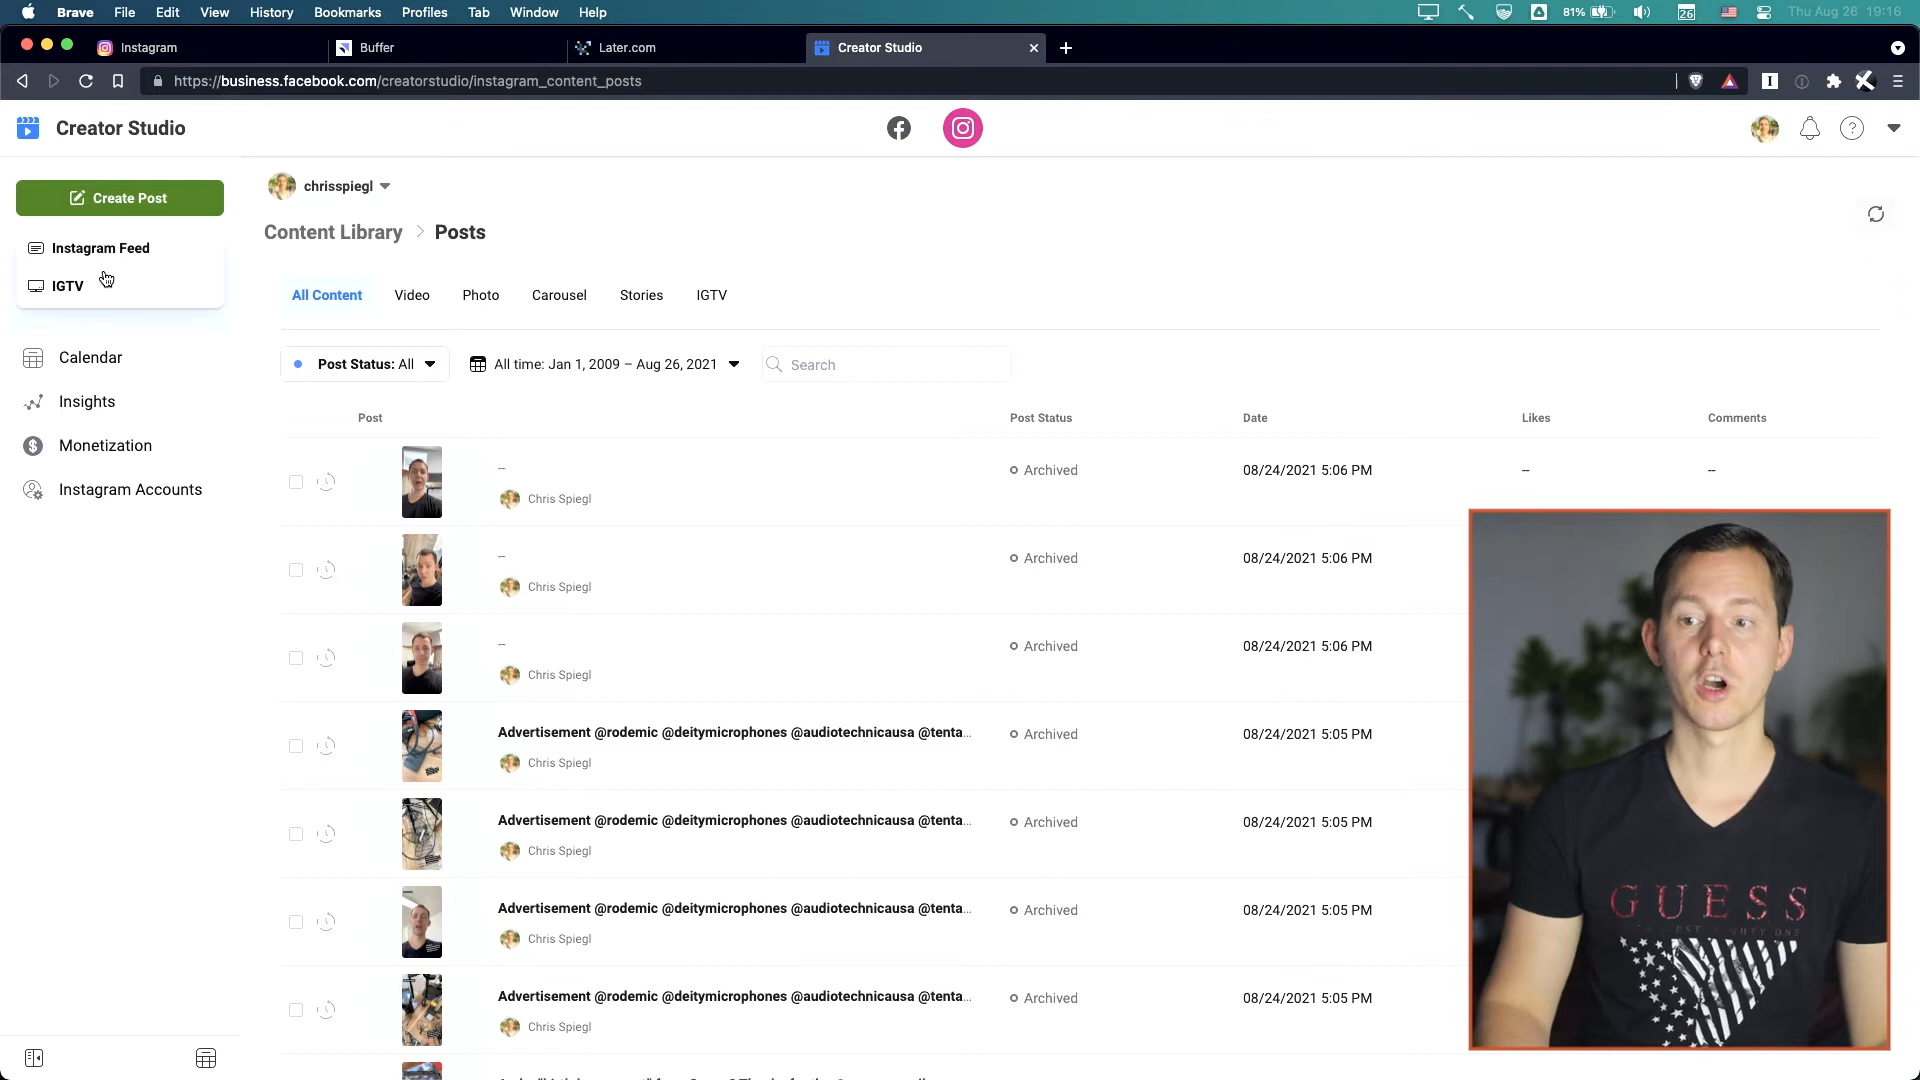 Brave File Edit View History Bookmarks Profiles Tab Window Help 81% 26 Thu Aug 26 19:16
Instagram Buffer Later.com Creator Studio
https://business.facebook.com/creatorstudio/instagram_content_posts
Creator Studio
Create Post
Instagram Feed
IGTV
Calendar
Insights
Monetization
Instagram Accounts
chrisspiegl
Content Library > Posts
All Content Video Photo Carousel Stories IGTV
Post Status: All All time: Jan 1, 2009 – Aug 26, 2021 Search
Post Post Status Date Likes Comments
-- Archived 08/24/2021 5:06 PM -- --
Chris Spiegl
-- Archived 08/24/2021 5:06 PM
Chris Spiegl
-- Archived 08/24/2021 5:06 PM
Chris Spiegl
Advertisement @rodemic @deitymicrophones @audiotechnicausa @tenta... Archived 08/24/2021 5:05 PM
Chris Spiegl
Advertisement @rodemic @deitymicrophones @audiotechnicausa @tenta... Archived 08/24/2021 5:05 PM
Chris Spiegl
Advertisement @rodemic @deitymicrophones @audiotechnicausa @tenta... Archived 08/24/2021 5:05 PM
Chris Spiegl
Advertisement @rodemic @deitymicrophones @audiotechnicausa @tenta... Archived 08/24/2021 5:05 PM
Chris Spiegl
GUESS